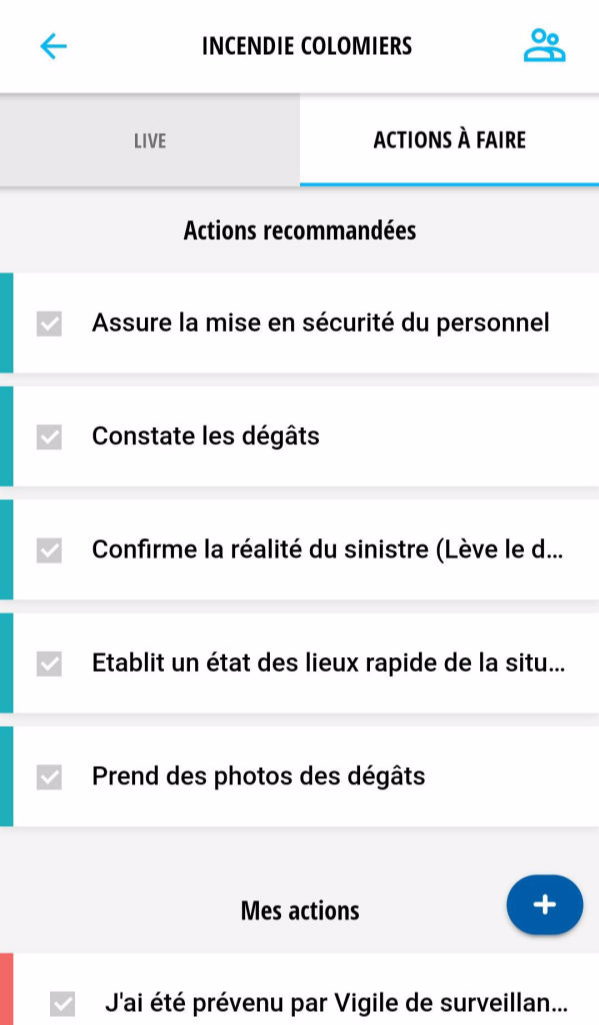 INCENDIE COLOMIERS
LIVE
ACTIONS À FAIRE
Actions recommandées
Assure la mise en sécurité du personnel
Constate les dégâts
Confirme la réalité du sinistre (Lève le d...
Etablit un état des lieux rapide de la situ...
Prend des photos des dégâts
Mes actions
J'ai été prévenu par Vigile de surveillan...